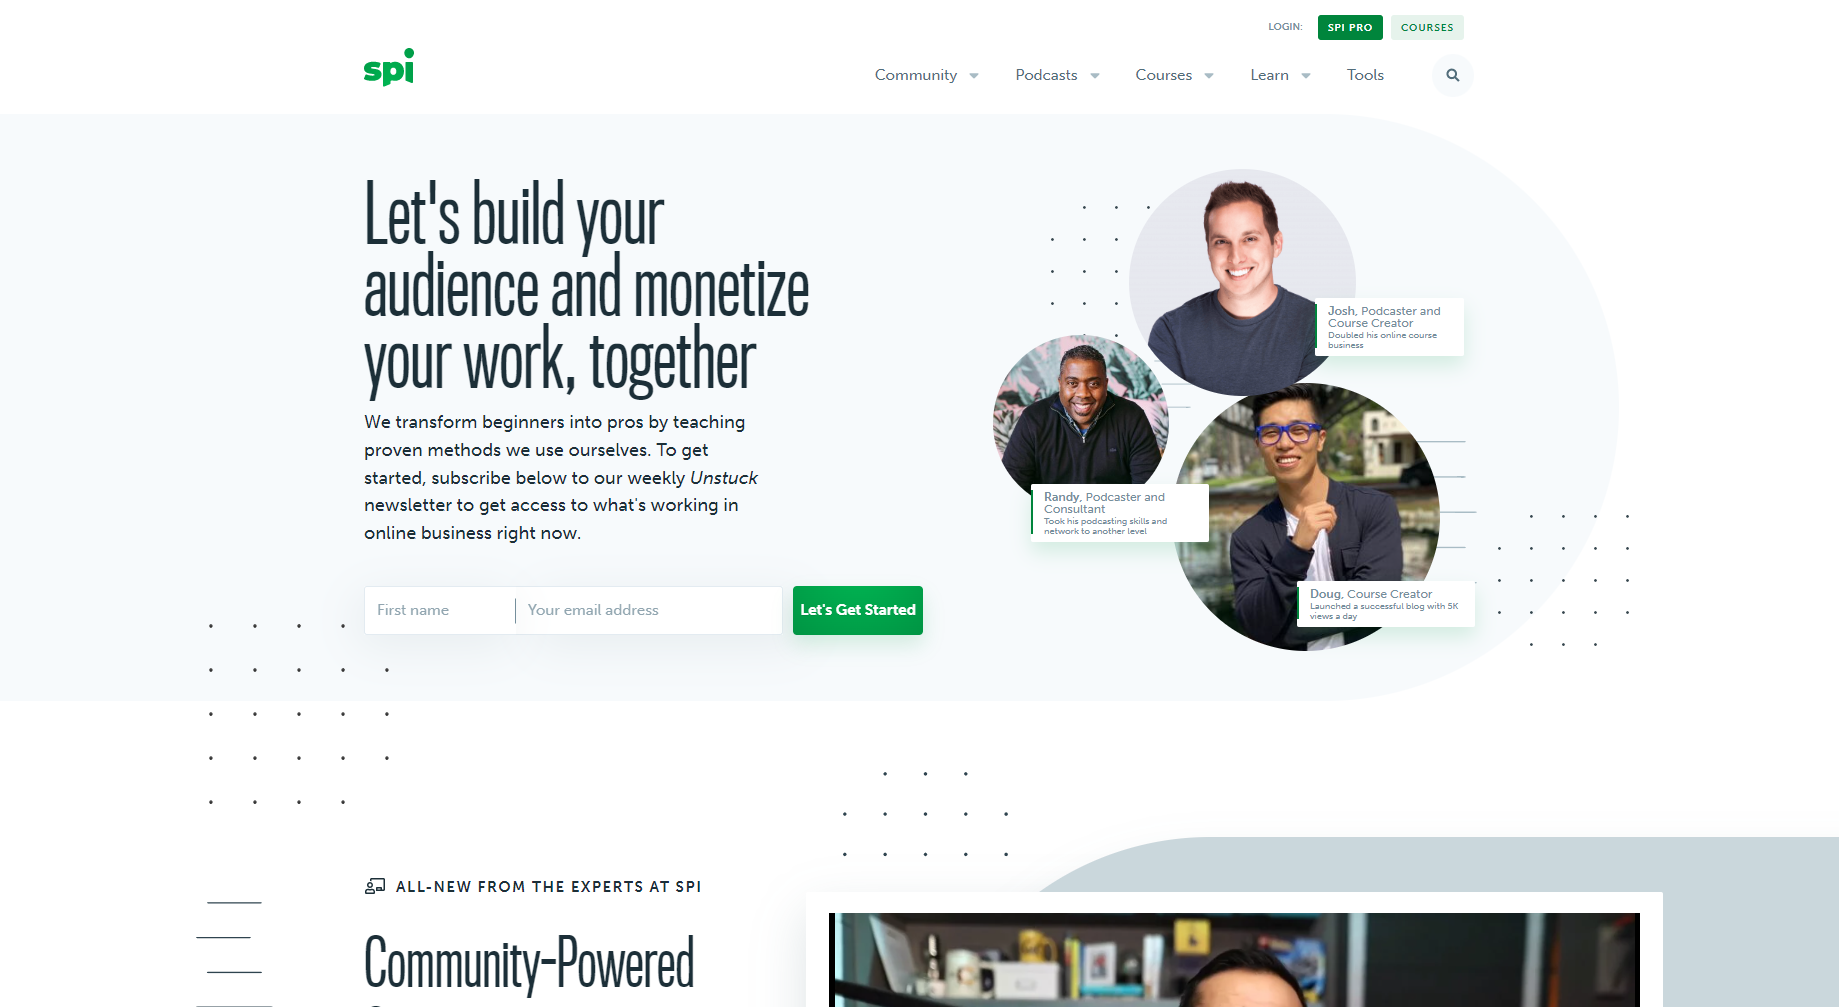 LOGIN:
SPI PRO
COURSES
spi
Community
Podcasts
Courses
Learn
Tools
Let's build your
audience and monetize
your work, together
We transform beginners into pros by teaching
proven methods we use ourselves. To get
started, subscribe below to our weekly Unstuck
newsletter to get access to what's working in
online business right now.
First name
Your email address
Let's Get Started
Josh, Podcaster and
Course Creator
Doubled his online course
business
Randy, Podcaster and
Consultant
Took his podcasting skills and
network to another level
Doug, Course Creator
Launched a successful blog with 5K
views a day
ALL-NEW FROM THE EXPERTS AT SPI
Community-Powered